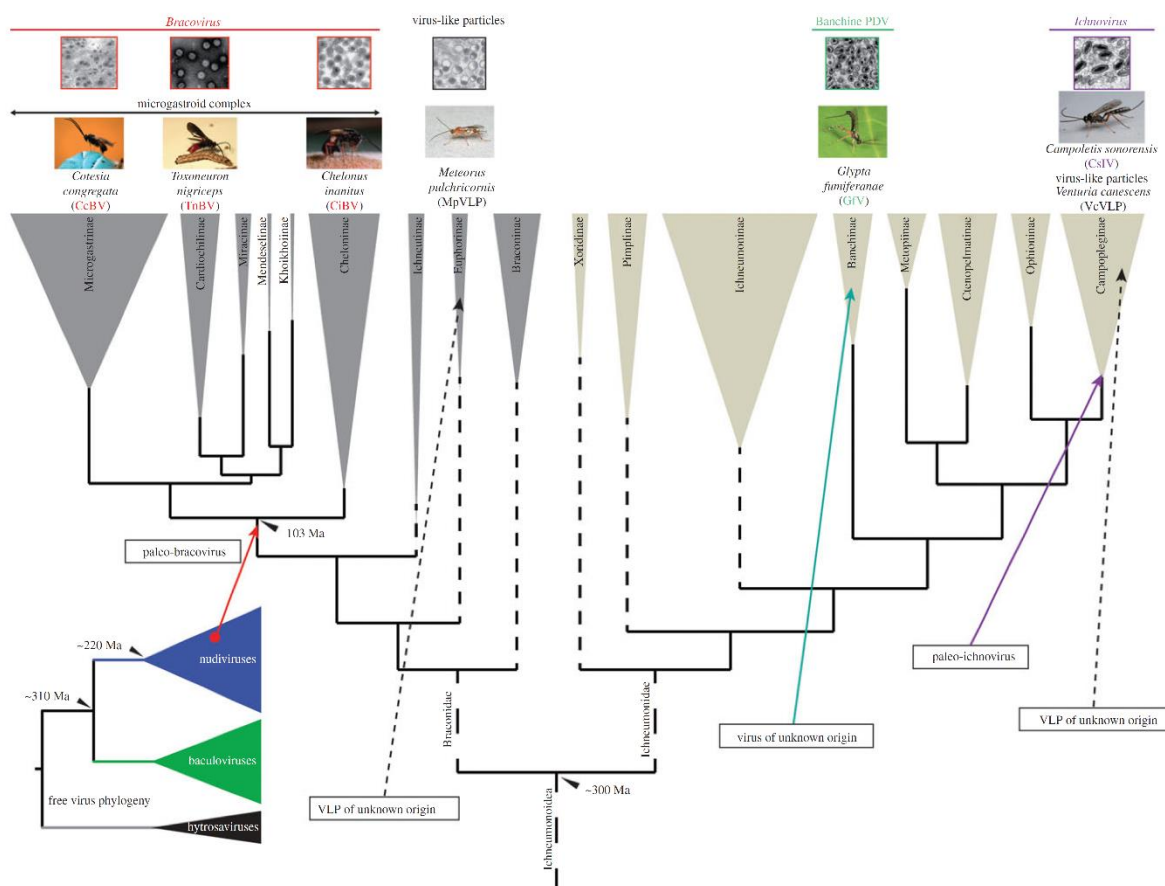 Bracovirus
virus-like particles
Banchine PDV
Ichnovirus
microgastroid complex
Cotesia
congregata
(CcBV)
Toxoneuron
nigriceps
(TnBV)
Chelonus
inanitus
(CiBV)
Meteorus
pulchricornis
(MpVLP)
Glypta
fumiferanae
(GfV)
Campoletis sonorensis
(CsIV)
virus-like particles
Venturia canescens
(VcVLP)
Microgastrinae
Cardiochilinae
Miracinae
Mendesellinae
Khoikhoiinae
Cheloninae
Ichneutinae
Euphorinae
Braconinae
Xoridinae
Pimplinae
Ichneumoninae
Banchinae
Metopiinae
Ctenopelmatinae
Ophioninae
Campopleginae
103 Ma
paleo-bracovirus
~220 Ma
nudiviruses
~310 Ma
baculoviruses
free virus phylogeny
hytrosaviruses
Braconidae
Ichneumonidae
VLP of unknown origin
~300 Ma
Ichneumonoidea
virus of unknown origin
paleo-ichnovirus
VLP of unknown origin